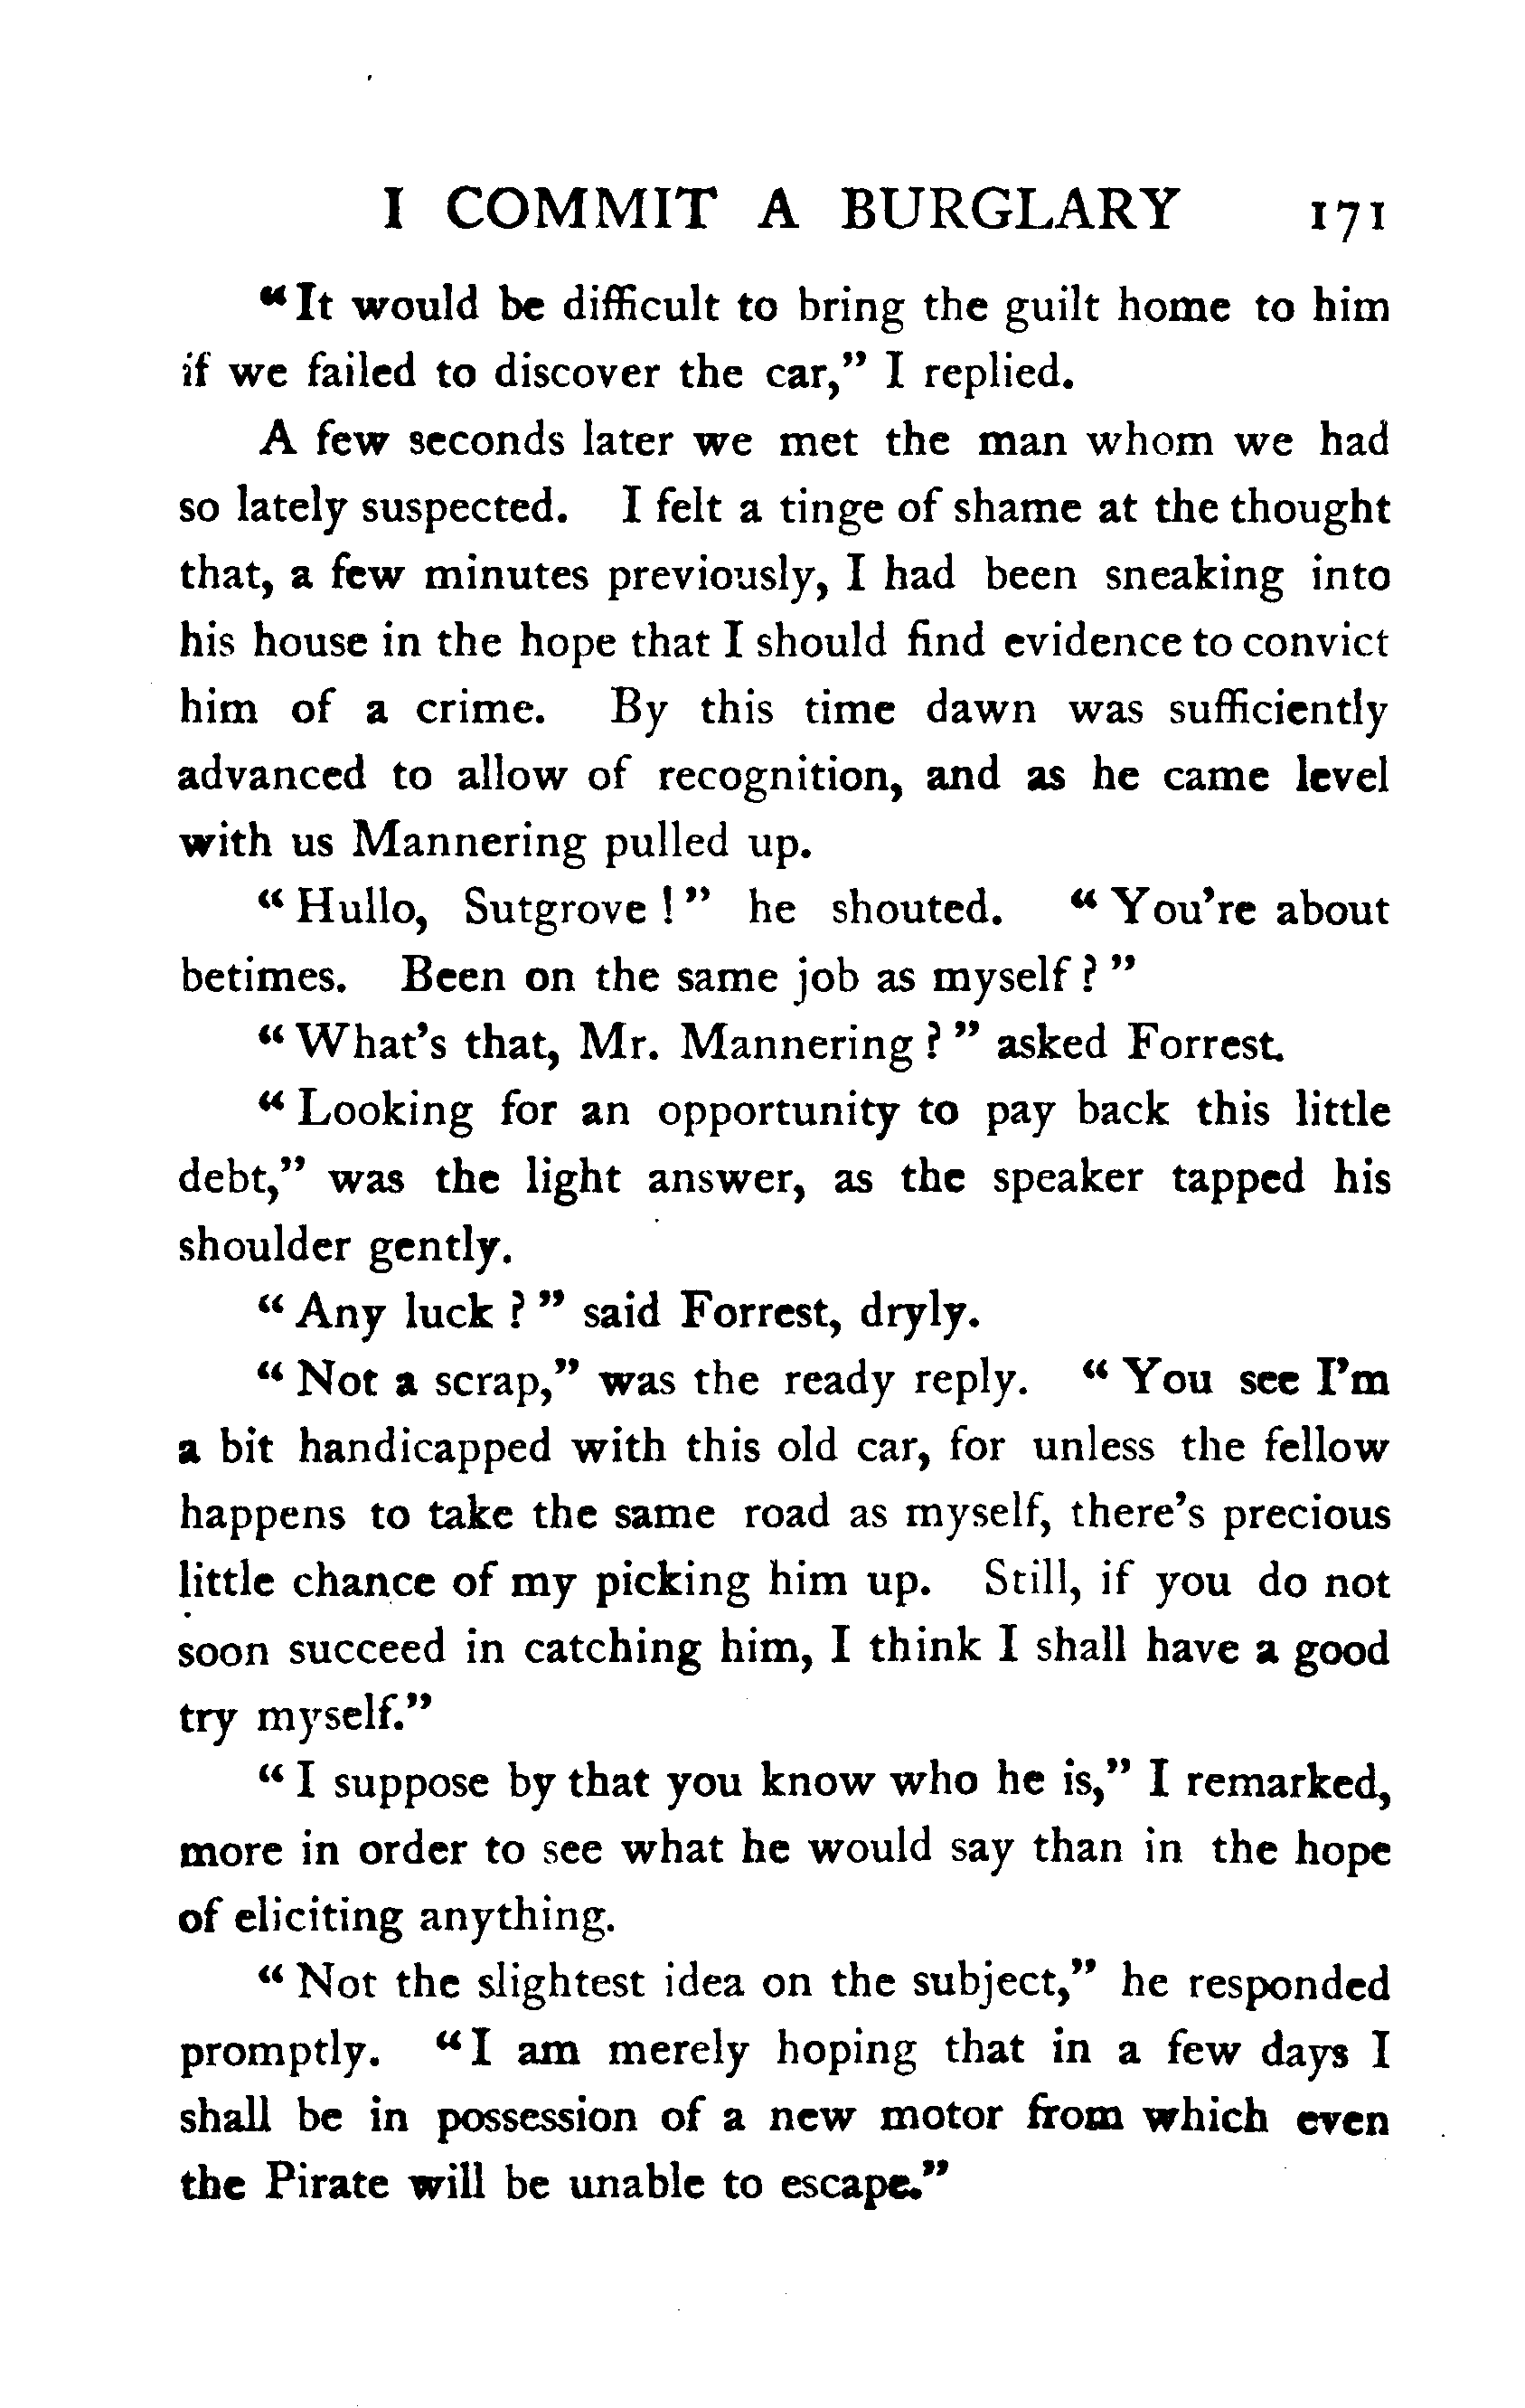 I COMMIT A BURGLARY 171
"It would be difficult to bring the guilt home to him
if we failed to discover the car," I replied.
A few seconds later we met the man whom we had
so lately suspected. I felt a tinge of shame at the thought
that, a few minutes previously, I had been sneaking into
his house in the hope that I should find evidence to convict
him of a crime. By this time dawn was sufficiently
advanced to allow of recognition, and as he came level
with us Mannering pulled up.
"Hullo, Sutgrove!" he shouted. "You're about
betimes. Been on the same job as myself?"
"What's that, Mr. Mannering?" asked Forrest.
"Looking for an opportunity to pay back this little
debt," was the light answer, as the speaker tapped his
shoulder gently.
"Any luck?" said Forrest, dryly.
"Not a scrap," was the ready reply. "You see I'm
a bit handicapped with this old car, for unless the fellow
happens to take the same road as myself, there's precious
little chance of my picking him up. Still, if you do not
soon succeed in catching him, I think I shall have a good
try myself."
"I suppose by that you know who he is," I remarked,
more in order to see what he would say than in the hope
of eliciting anything.
"Not the slightest idea on the subject," he responded
promptly. "I am merely hoping that in a few days I
shall be in possession of a new motor from which even
the Pirate will be unable to escape."